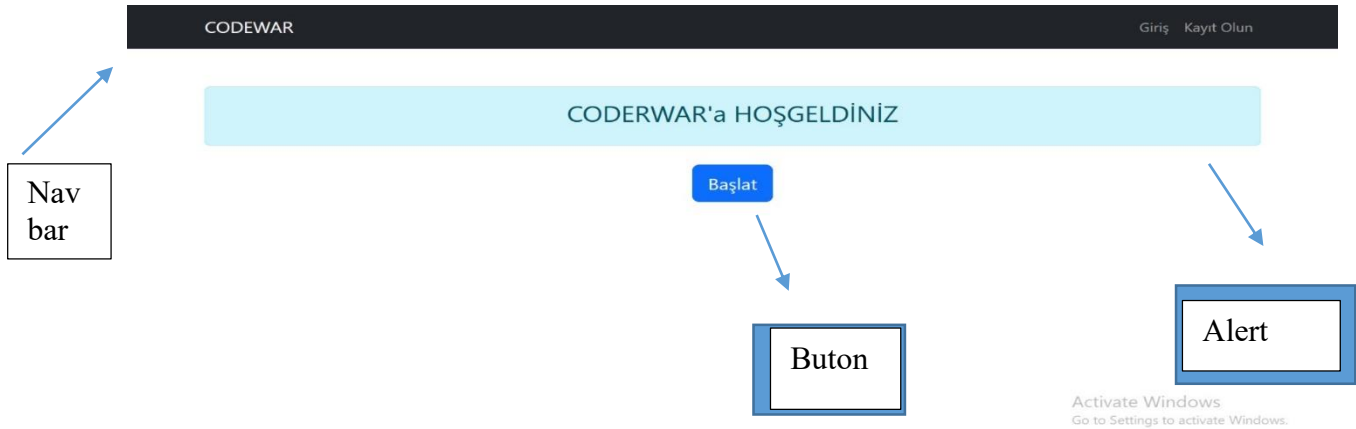 CODEWAR
Giriş Kayıt Olun
CODERWAR'a HOŞGELDİNİZ
Başlat
Nav
bar
Buton
Alert
Activate Windows
Go to Settings to activate Windows.